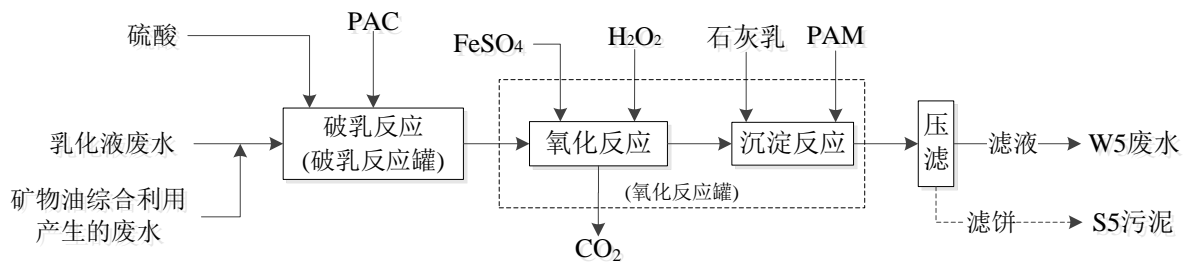 硫酸
PAC
FeSO4
H2O2
石灰乳
PAM
乳化液废水
破乳反应
(破乳反应罐)
氧化反应
沉淀反应
压滤
滤液
W5废水
矿物油综合利用
产生的废水
(氧化反应罐)
CO2
滤饼
S5污泥